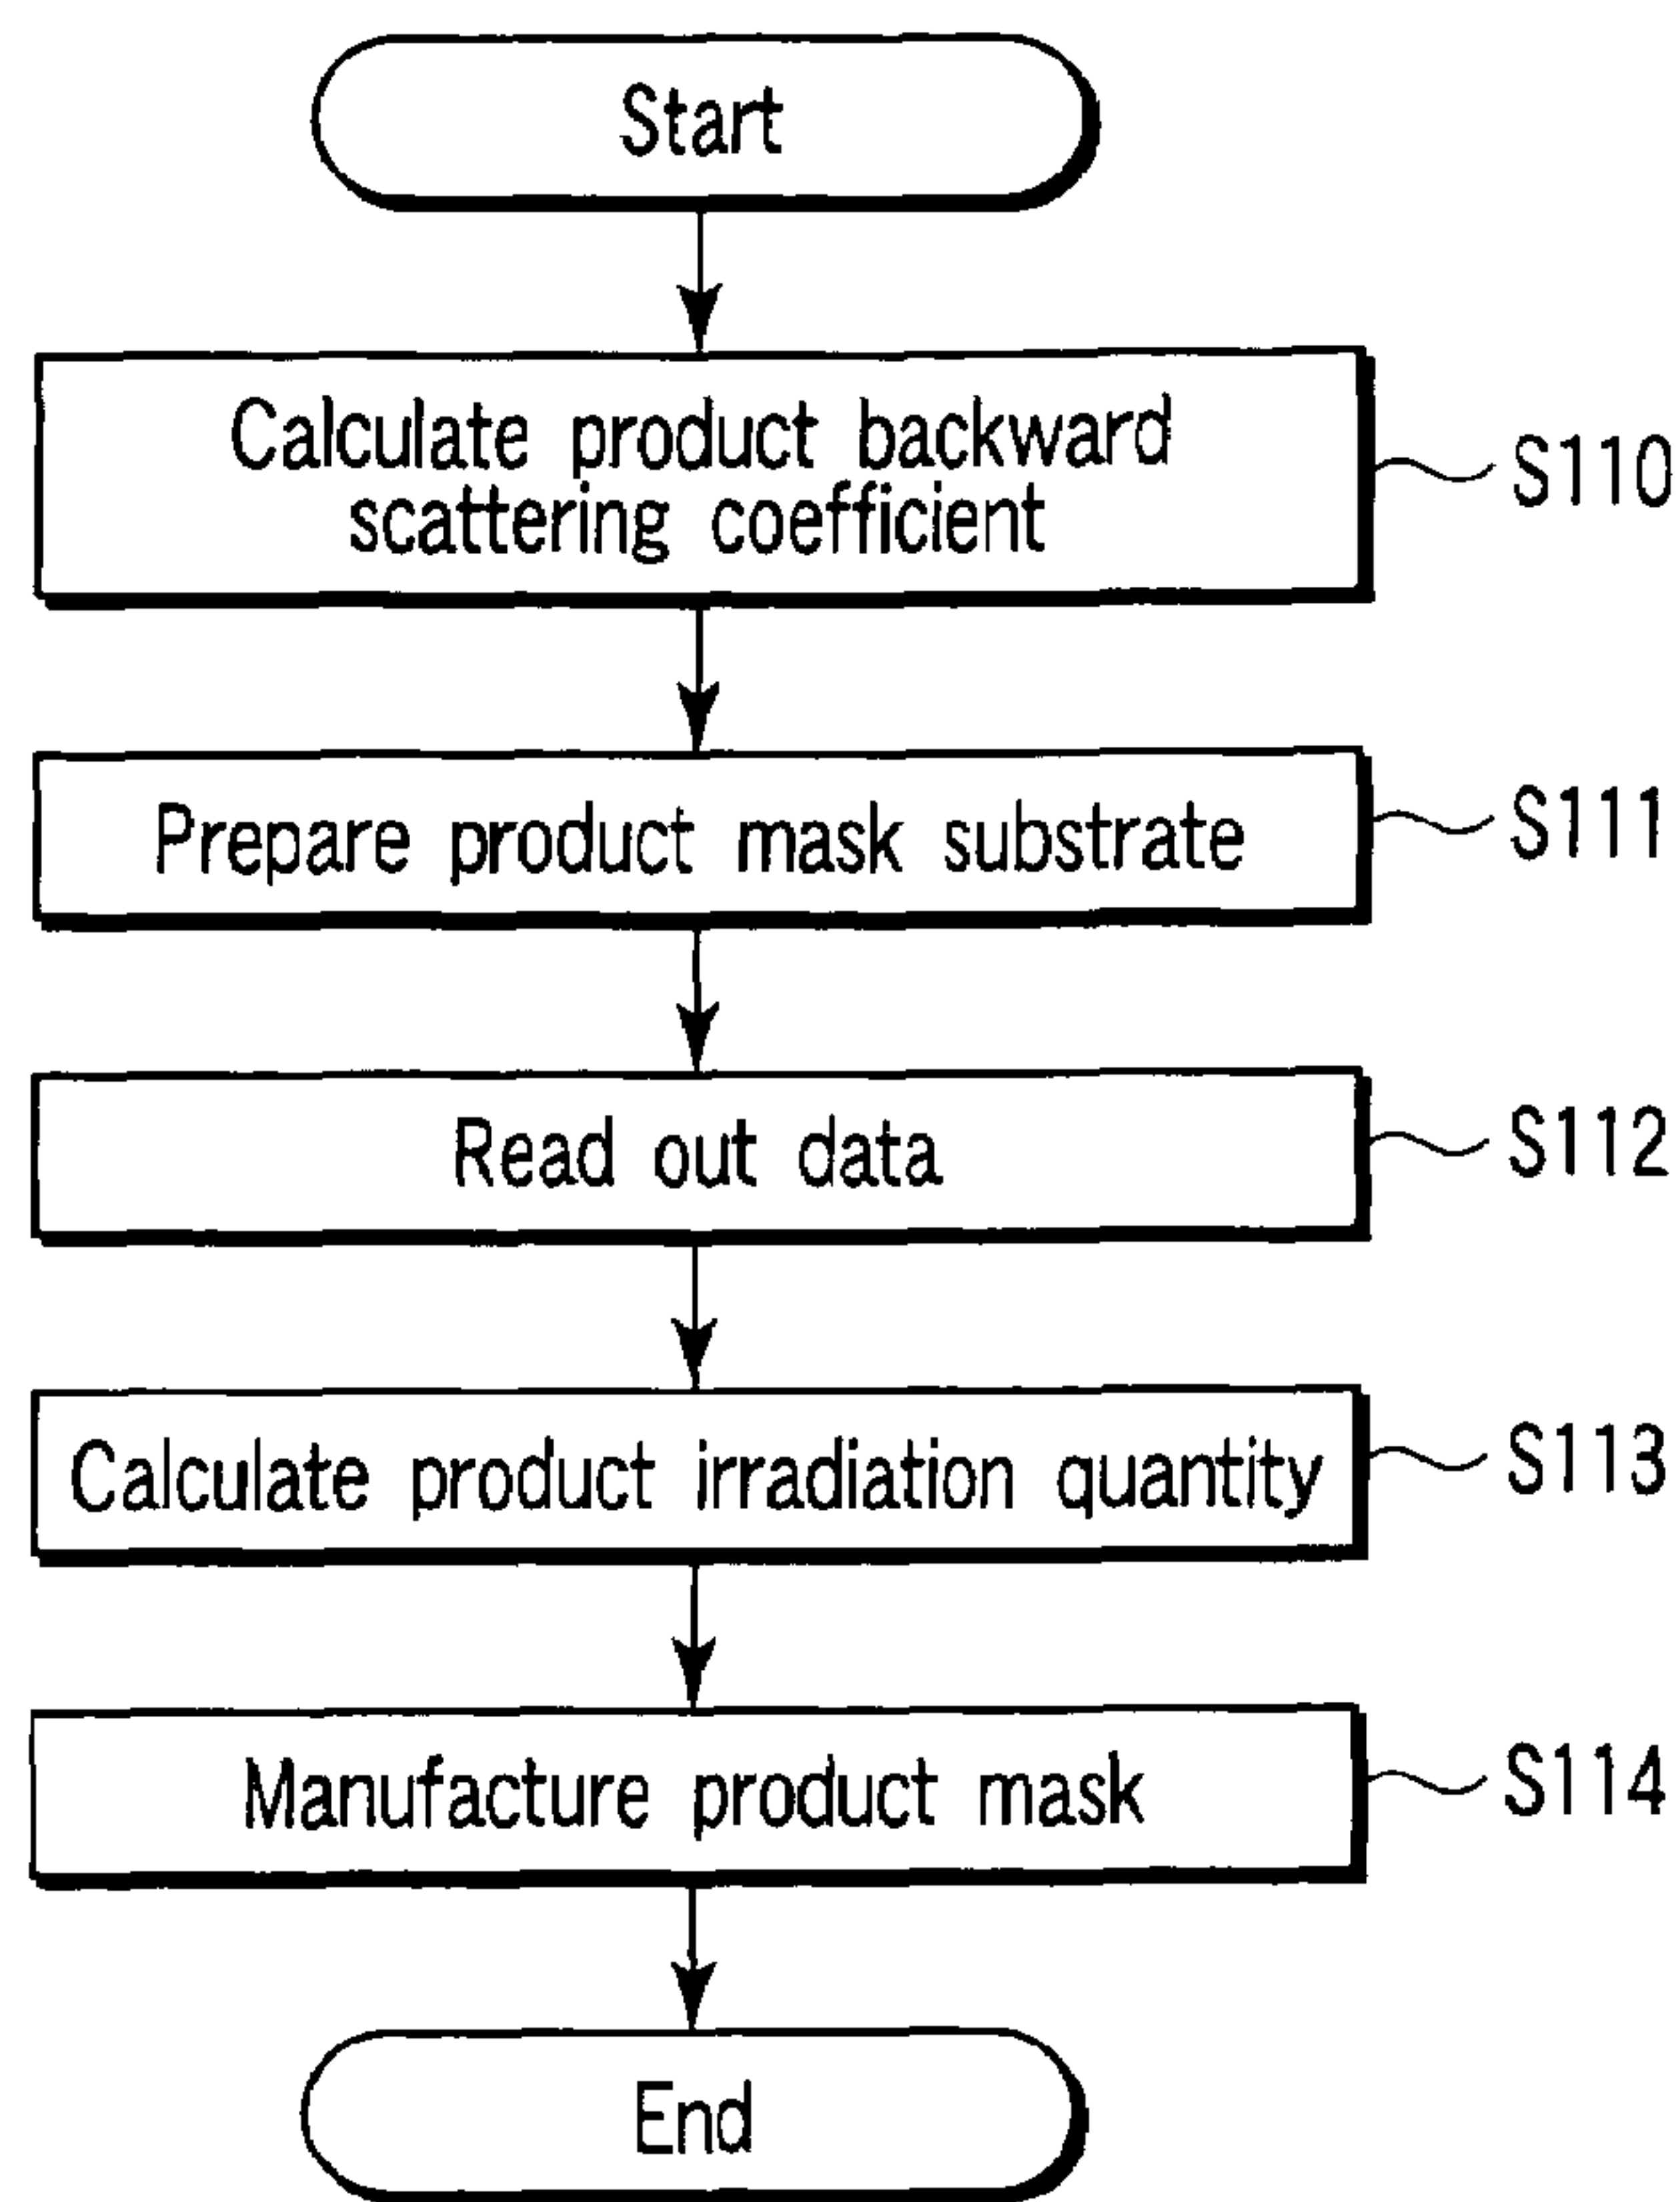 Start
Calculate product backward
scattering coefficient
S110
Prepare product mask substrate
S111
Read out data
S112
Calculate product irradiation quantity
S113
Manufacture product mask
S114
End